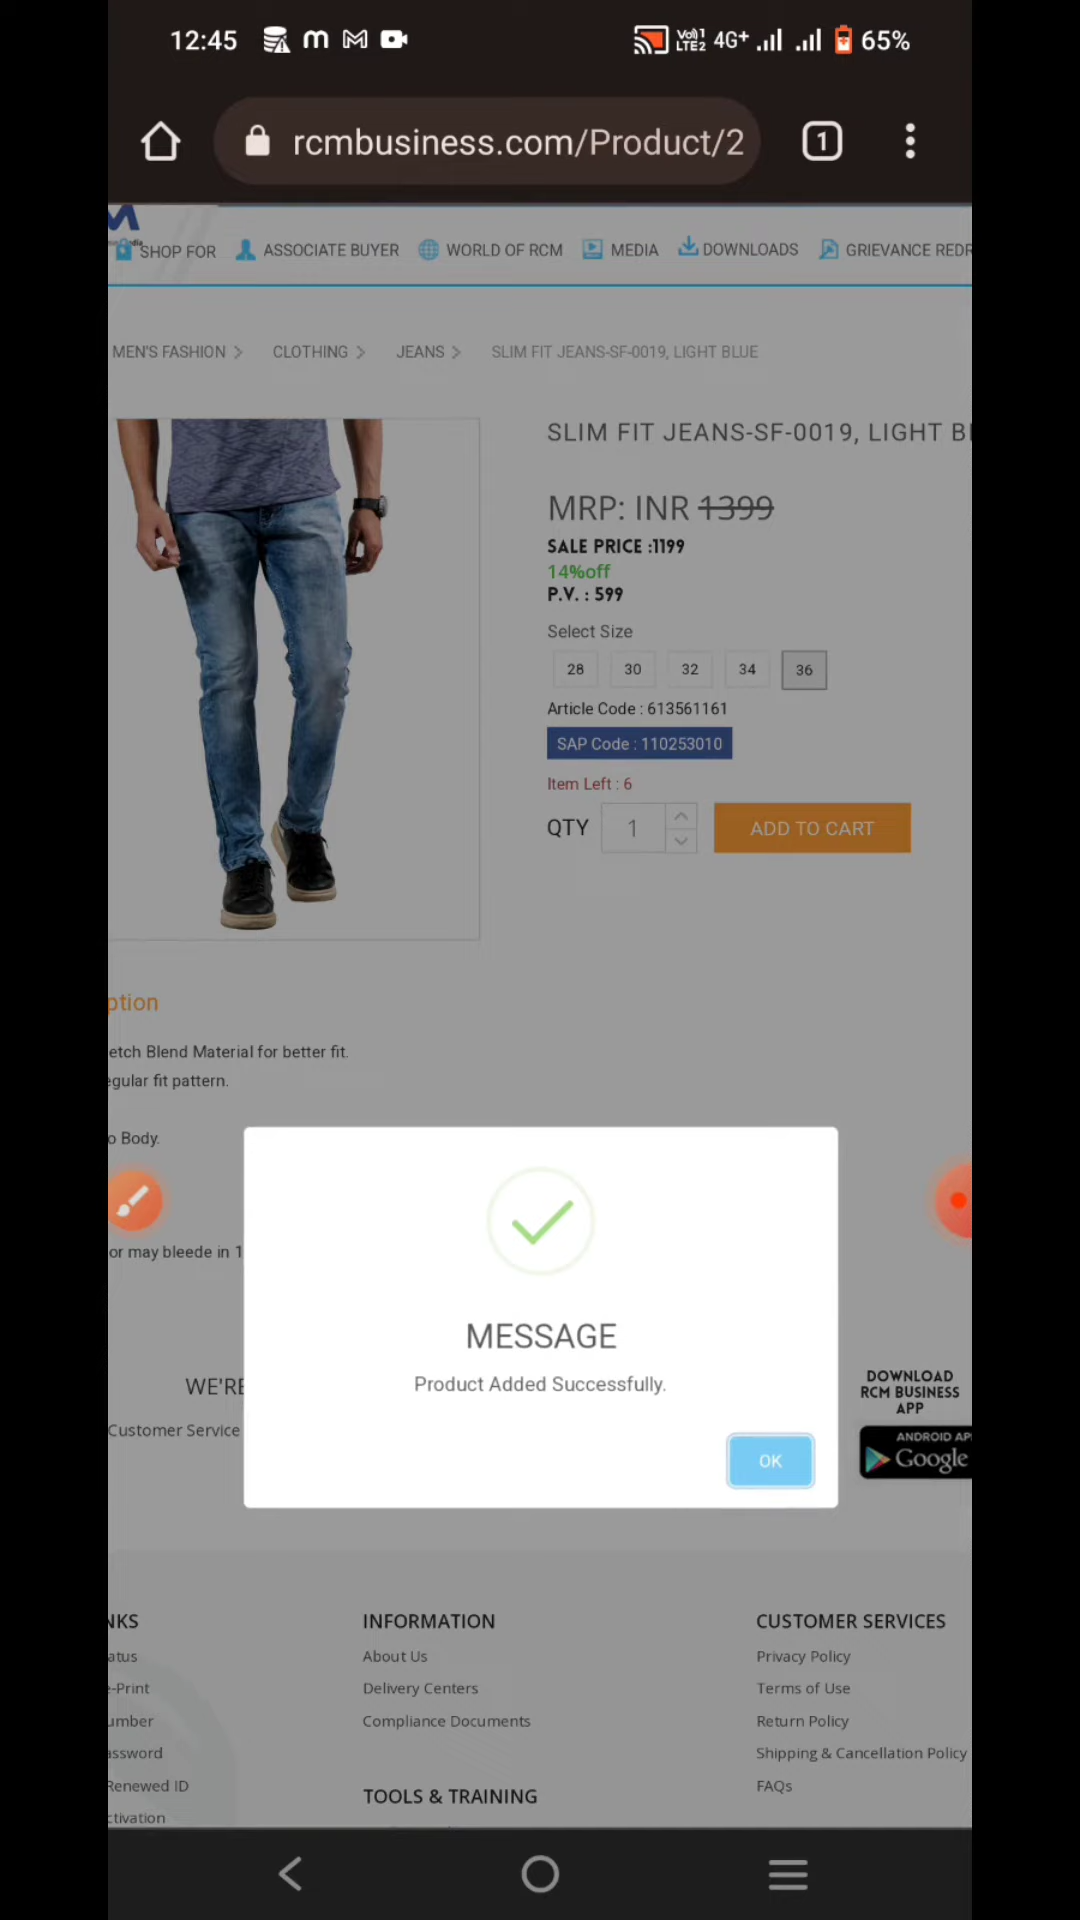 12:45
Vo)) 1 LTE2 4G+ 65%
rcmbusiness.com/Product/2
1
SHOP FOR ASSOCIATE BUYER WORLD OF RCM MEDIA DOWNLOADS GRIEVANCE REDR
MEN'S FASHION > CLOTHING > JEANS > SLIM FIT JEANS-SF-0019, LIGHT BLUE
SLIM FIT JEANS-SF-0019, LIGHT BL
MRP: INR 1399
SALE PRICE :1199
14%off
P.V. : 599
Select Size
28 30 32 34 36
Article Code : 613561161
SAP Code : 110253010
Item Left : 6
QTY 1 ADD TO CART
ption
etch Blend Material for better fit.
egular fit pattern.
o Body.
or may bleede in 1
MESSAGE
Product Added Successfully.
OK
WE'RE
Customer Service
DOWNLOAD
RCM BUSINESS
APP
ANDROID AP
Google
NKS
atus
e-Print
umber
assword
Renewed ID
ctivation
INFORMATION
About Us
Delivery Centers
Compliance Documents
TOOLS & TRAINING
CUSTOMER SERVICES
Privacy Policy
Terms of Use
Return Policy
Shipping & Cancellation Policy
FAQs